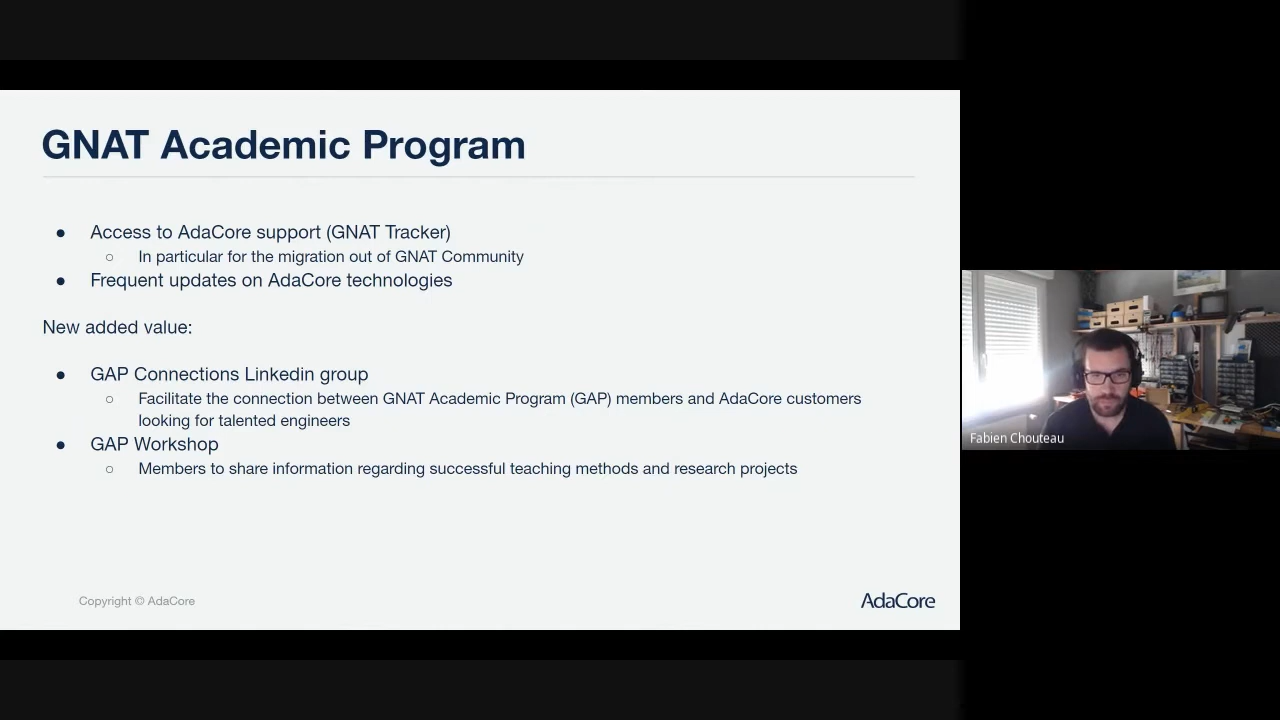 GNAT Academic Program
● Access to AdaCore support (GNAT Tracker)
○ In particular for the migration out of GNAT Community
● Frequent updates on AdaCore technologies
New added value:
● GAP Connections Linkedin group
○ Facilitate the connection between GNAT Academic Program (GAP) members and AdaCore customers
looking for talented engineers
● GAP Workshop
○ Members to share information regarding successful teaching methods and research projects
Copyright © AdaCore
AdaCore
Fabien Chouteau